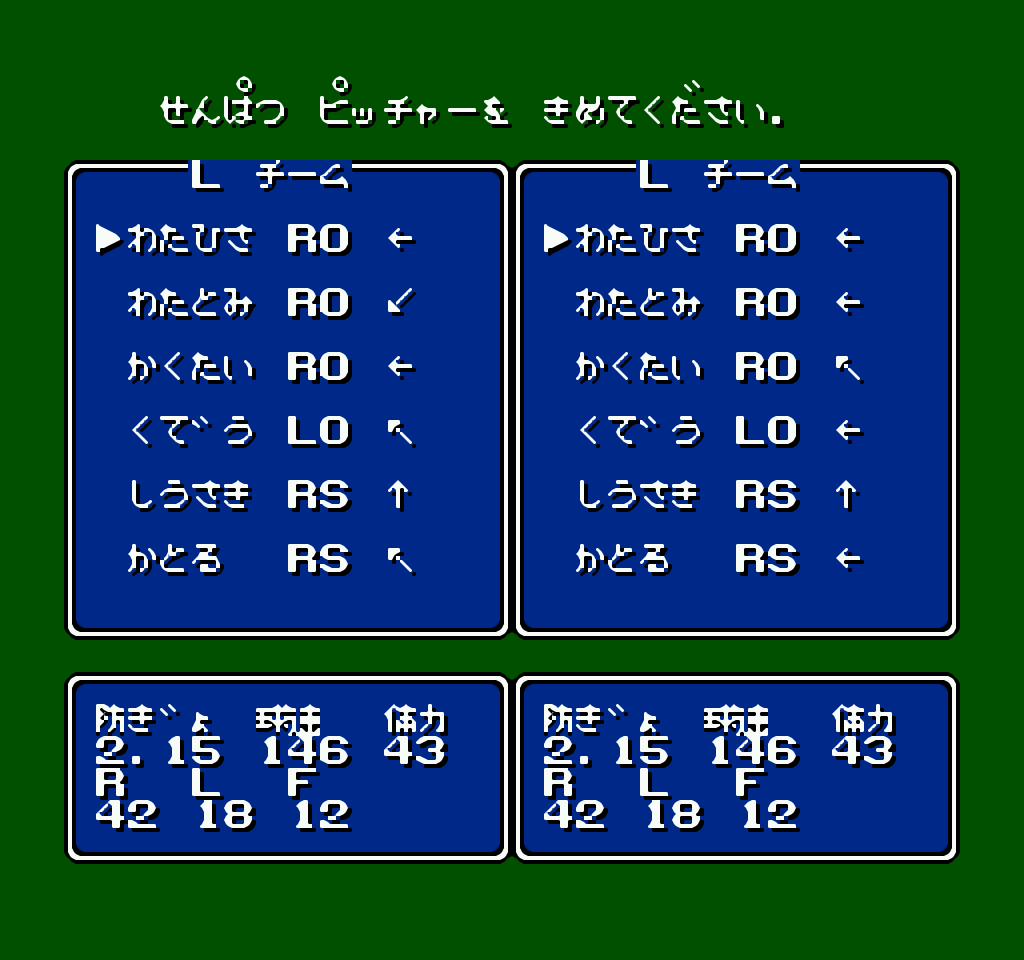 せんぱつ ピッチャーを きめてください.
L チーム
▶わたひさ RO ←
わたとみ RO ↙
かくたい RO ←
くでゞう LO ↖
しうさき RS ↑
かとる RS ↖
防ぎょ 球速 体力
2.15 146 43
R L F
42 18 12
L チーム
▶わたひさ RO ←
わたとみ RO ←
かくたい RO ↖
くでゞう LO ←
しうさき RS ↑
かとる RS ←
防ぎょ 球速 体力
2.15 146 43
R L F
42 18 12